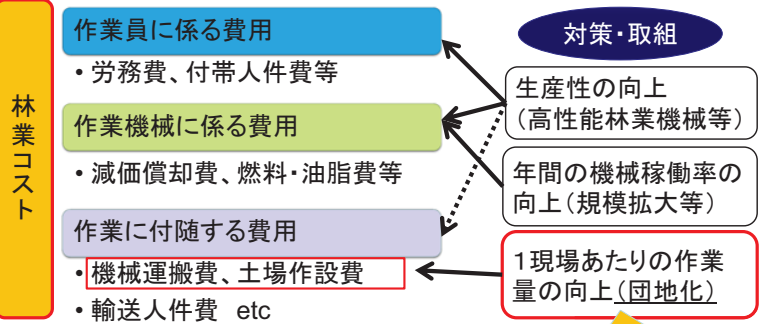 林業コスト
作業員に係る費用
・労務費、付帯人件費等
作業機械に係る費用
・減価償却費、燃料・油脂費等
作業に付随する費用
・機械運搬費、土場作設費
・輸送人件費 etc
対策・取組
生産性の向上
（高性能林業機械等）
年間の機械稼働率の
向上（規模拡大等）
１現場あたりの作業
量の向上（団地化）